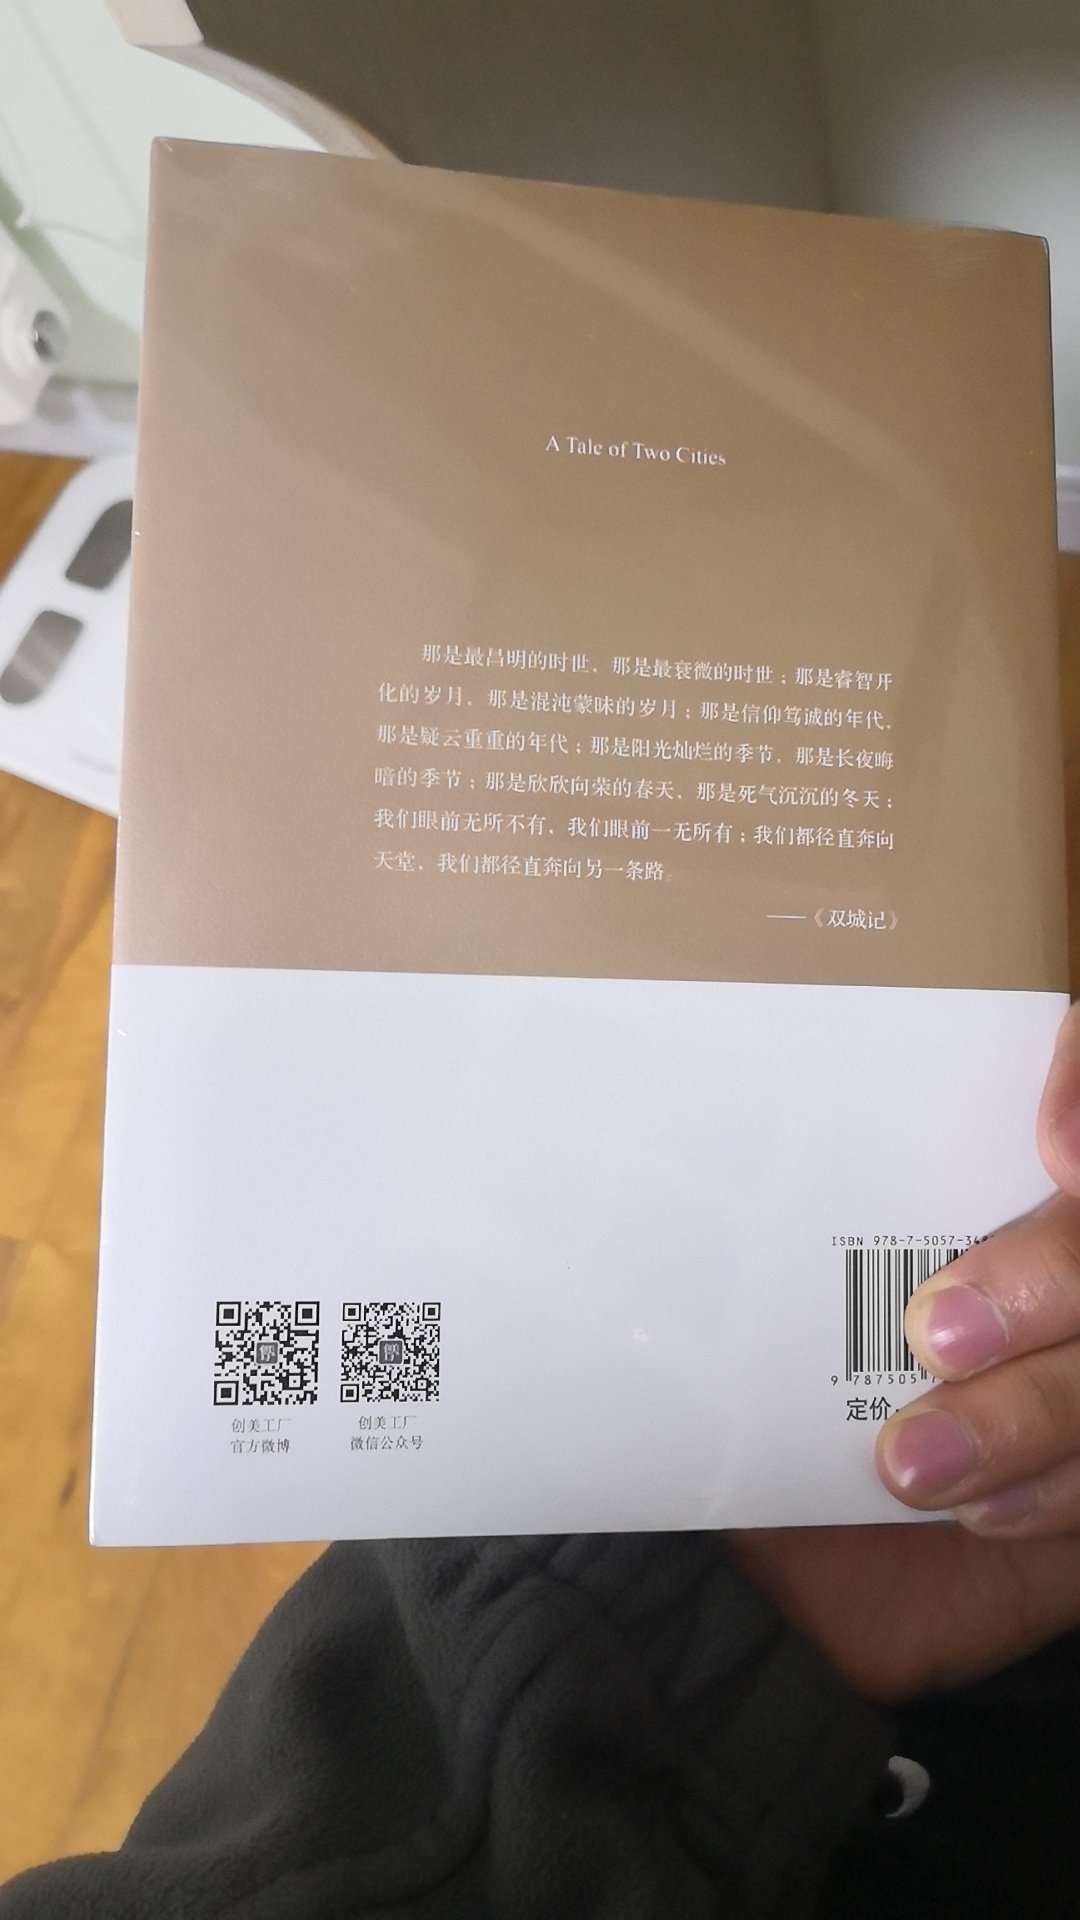 A Tale of Two Cities
那是最昌明的时世，那是最衰微的时世；那是睿智开
化的岁月，那是混沌蒙昧的岁月；那是信仰笃诚的年代，
那是疑云重重的年代；那是阳光灿烂的季节，那是长夜晦
暗的季节；那是欣欣向荣的春天，那是死气沉沉的冬天；
我们眼前无所不有，我们眼前一无所有；我们都径直奔向
天堂，我们都径直奔向另一条路。
——《双城记》
ISBN 978-7-5057-34
9 787505
定价
创美工厂
官方微博
创美工厂
微信公众号